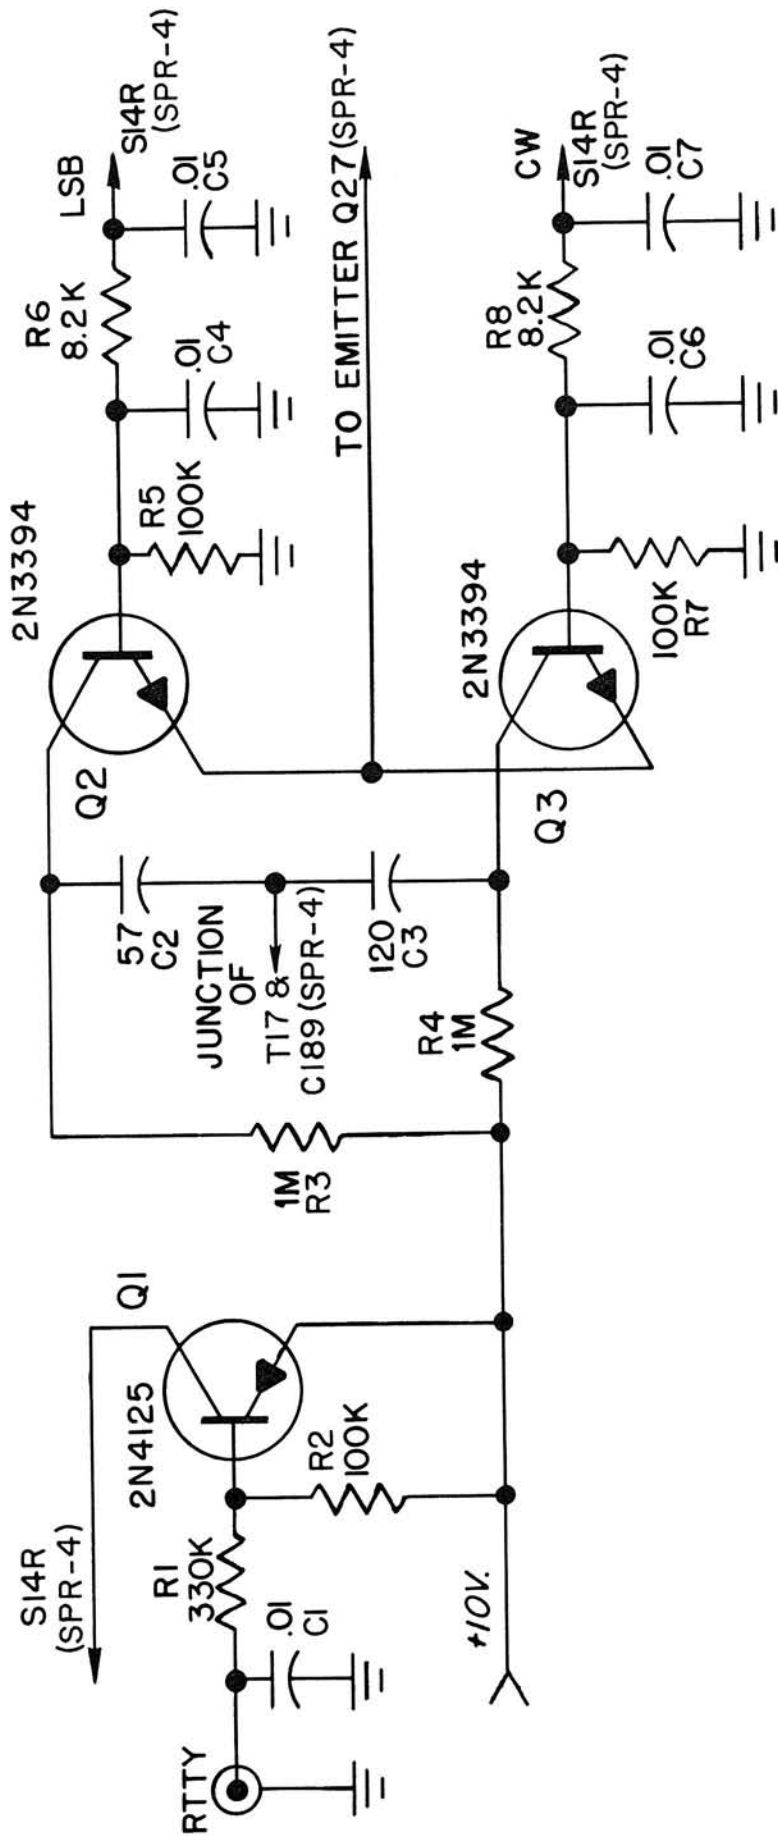 S14R
(SPR-4)
RTTY
.01
C1
R1
330K
2N4125
Q1
R2
100K
+10V.
1M
R3
R4
1M
57
C2
JUNCTION
OF
T17 &
C189 (SPR-4)
120
C3
Q2
2N3394
R5
100K
.01
C4
R6
8.2K
.01
C5
LSB
S14R
(SPR-4)
TO EMITTER Q27 (SPR-4)
Q3
2N3394
100K
R7
.01
C6
R8
8.2K
.01
C7
CW
S14R
(SPR-4)